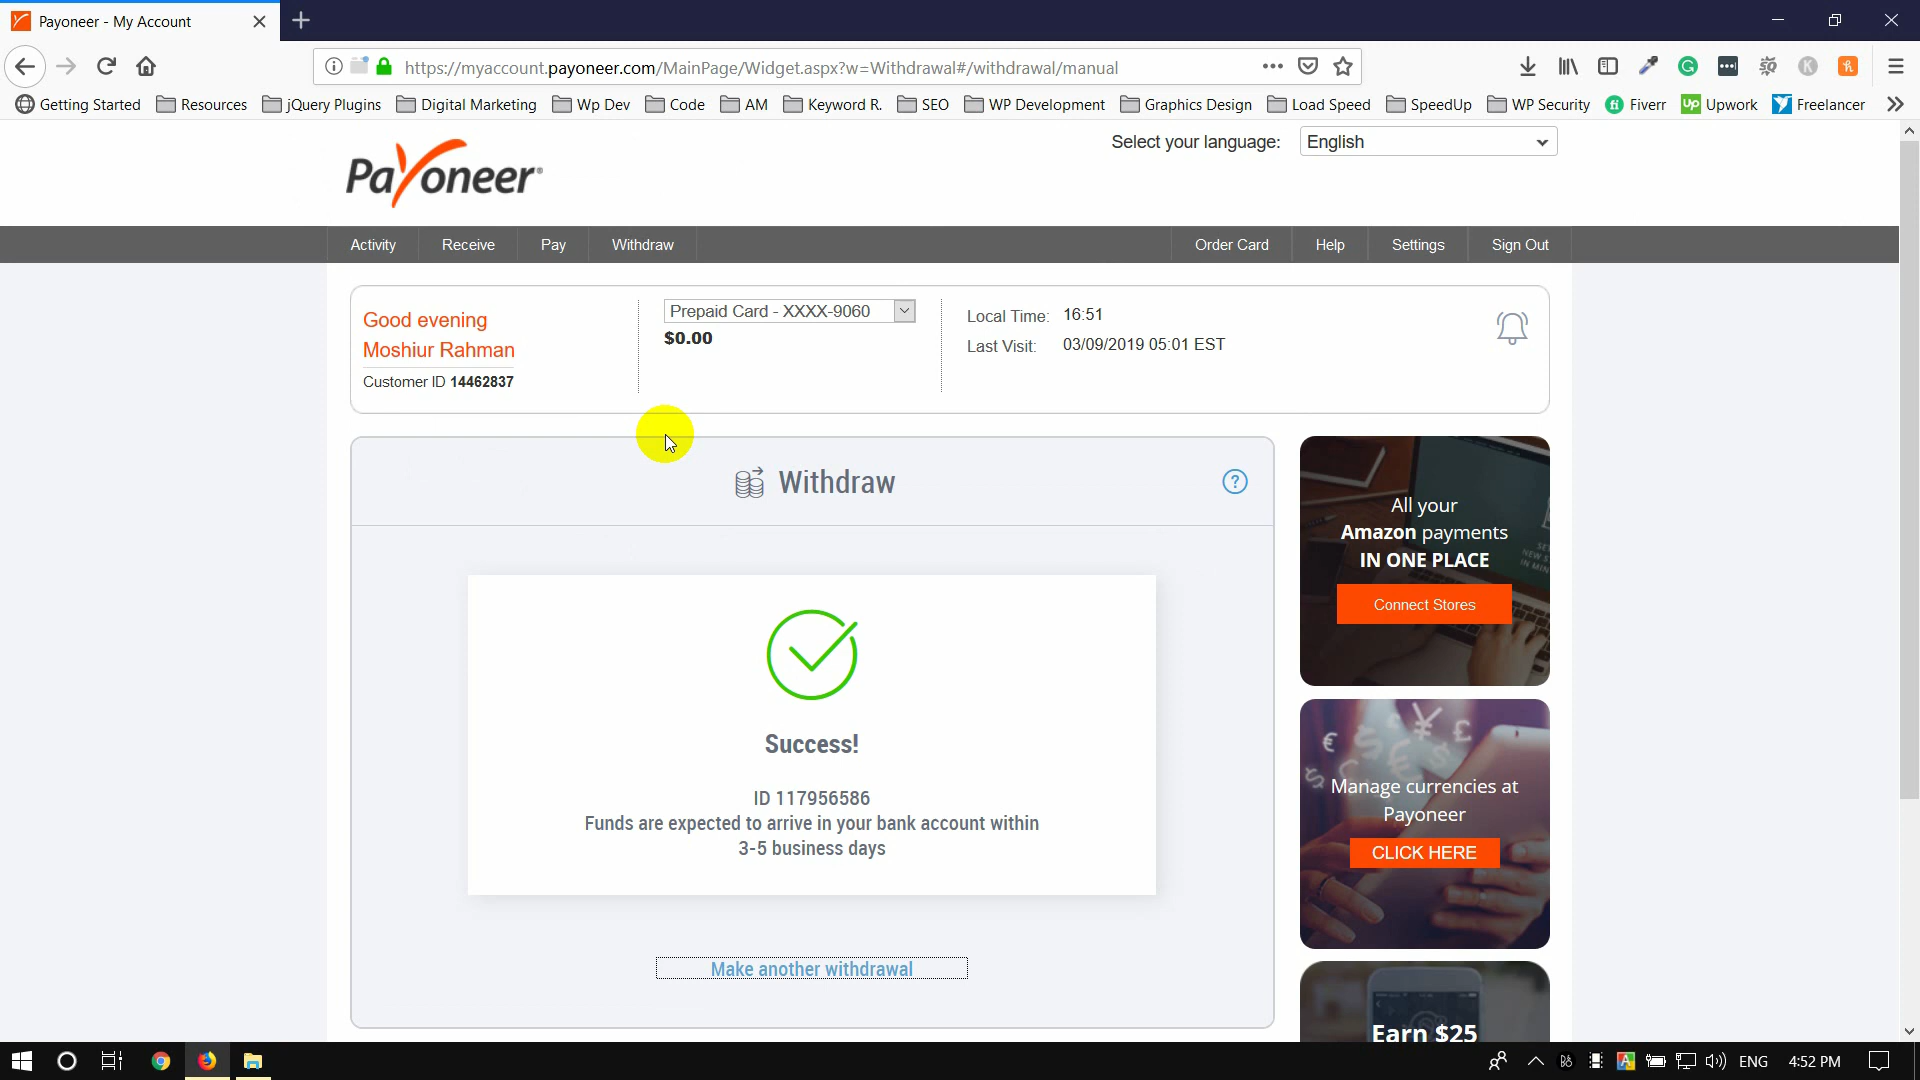 Payoneer - My Account
https://myaccount.payoneer.com/MainPage/Widget.aspx?w=Withdrawal#/withdrawal/manual
Getting Started Resources jQuery Plugins Digital Marketing Wp Dev Code AM Keyword R. SEO WP Development Graphics Design Load Speed SpeedUp WP Security Fiverr Upwork Freelancer
Select your language: English
Payoneer
Activity Receive Pay Withdraw Order Card Help Settings Sign Out
Good evening
Moshiur Rahman
Customer ID 14462837
Prepaid Card - XXXX-9060
$0.00
Local Time: 16:51
Last Visit: 03/09/2019 05:01 EST
Withdraw
Success!
ID 117956586
Funds are expected to arrive in your bank account within
3-5 business days
Make another withdrawal
All your
Amazon payments
IN ONE PLACE
Connect Stores
Manage currencies at
Payoneer
CLICK HERE
Earn $25
ENG 4:52 PM